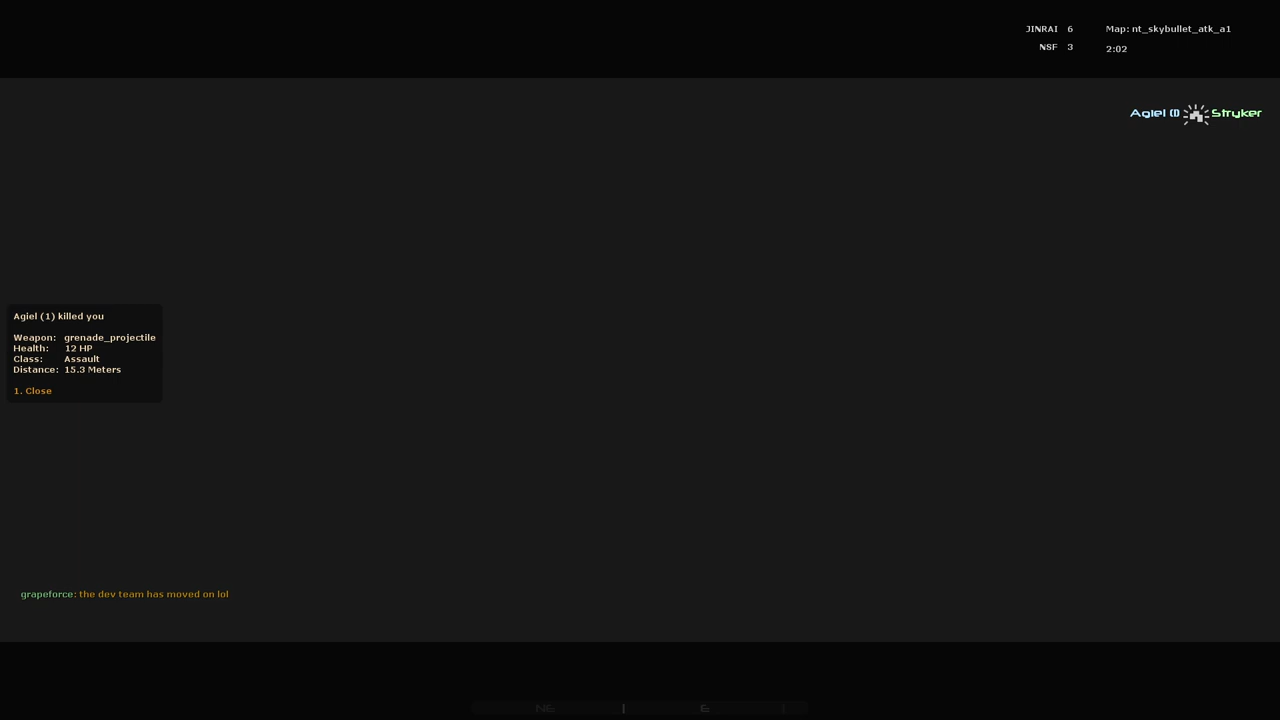 JINRAI 6 Map: nt_skybullet_atk_a1
NSF 3 2:02
Agiel (1) Stryker
Agiel (1) killed you
Weapon: grenade_projectile
Health: 12 HP
Class: Assault
Distance: 15.3 Meters
1. Close
grapeforce: the dev team has moved on lol
NE | E |